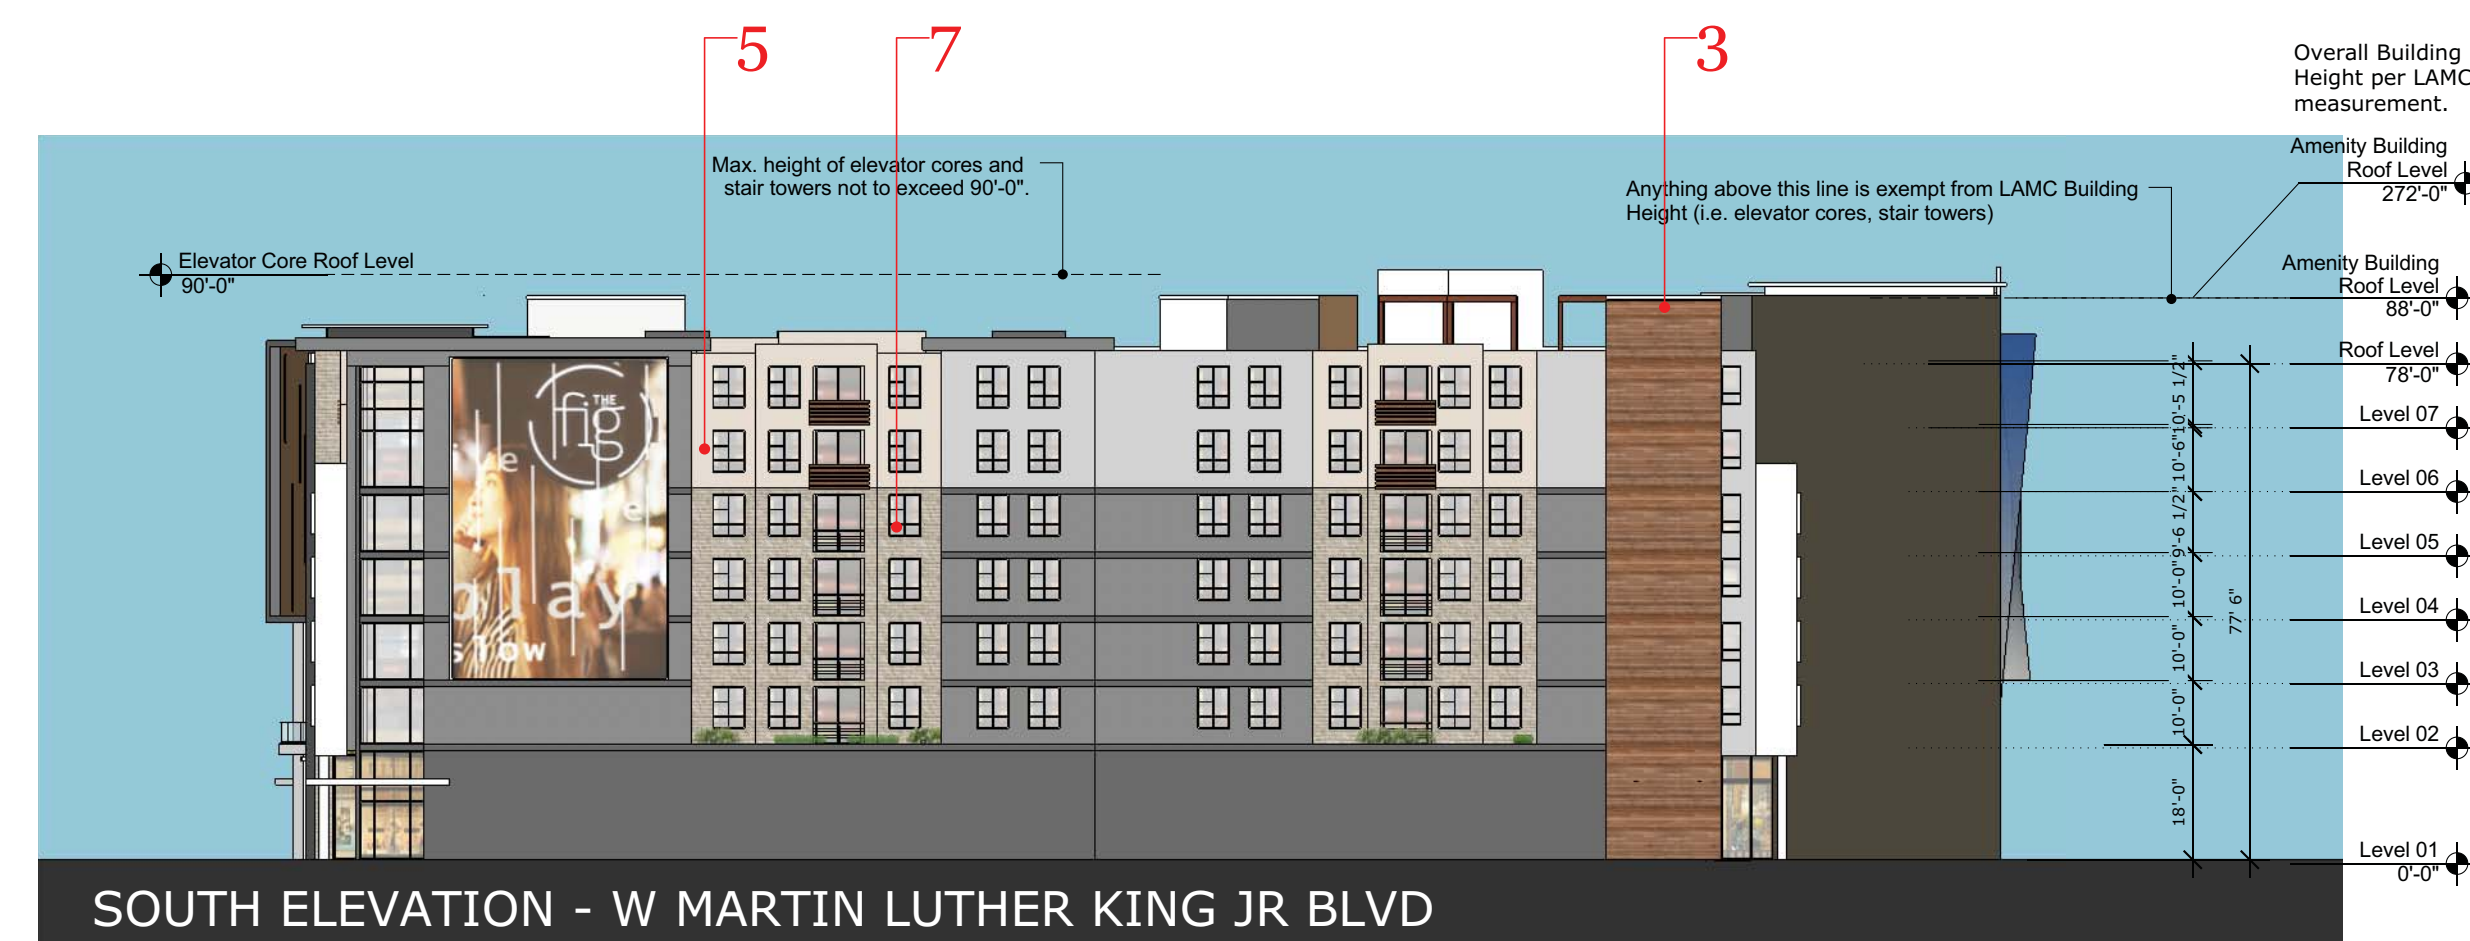 5
7
3
Overall Building
Height per LAMC
measurement.
Max. height of elevator cores and
stair towers not to exceed 90'-0".
Anything above this line is exempt from LAMC Building
Height (i.e. elevator cores, stair towers)
Amenity Building
Roof Level
272'-0"
Elevator Core Roof Level
90'-0"
Amenity Building
Roof Level
88'-0"
Roof Level
78'-0"
Level 07
Level 06
Level 05
Level 04
Level 03
Level 02
Level 01
0'-0"
10'-5 1/2"
10'-6"
9'-6 1/2"
10'-0"
10'-0"
10'-0"
18'-0"
77' 6"
THE
fig
play
SOUTH ELEVATION - W MARTIN LUTHER KING JR BLVD